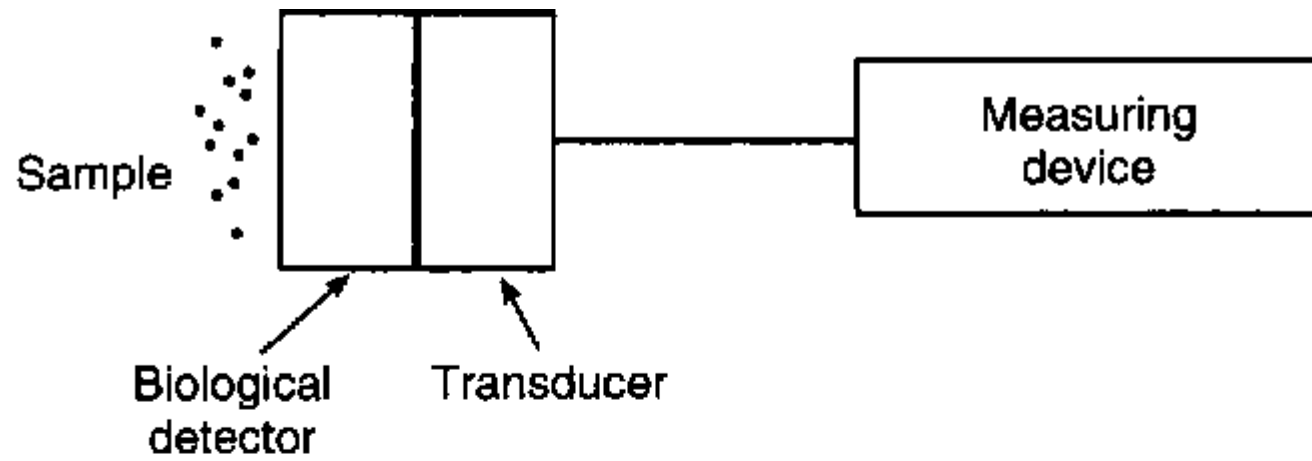 Measuring
device
Sample
Biological
detector
Transducer